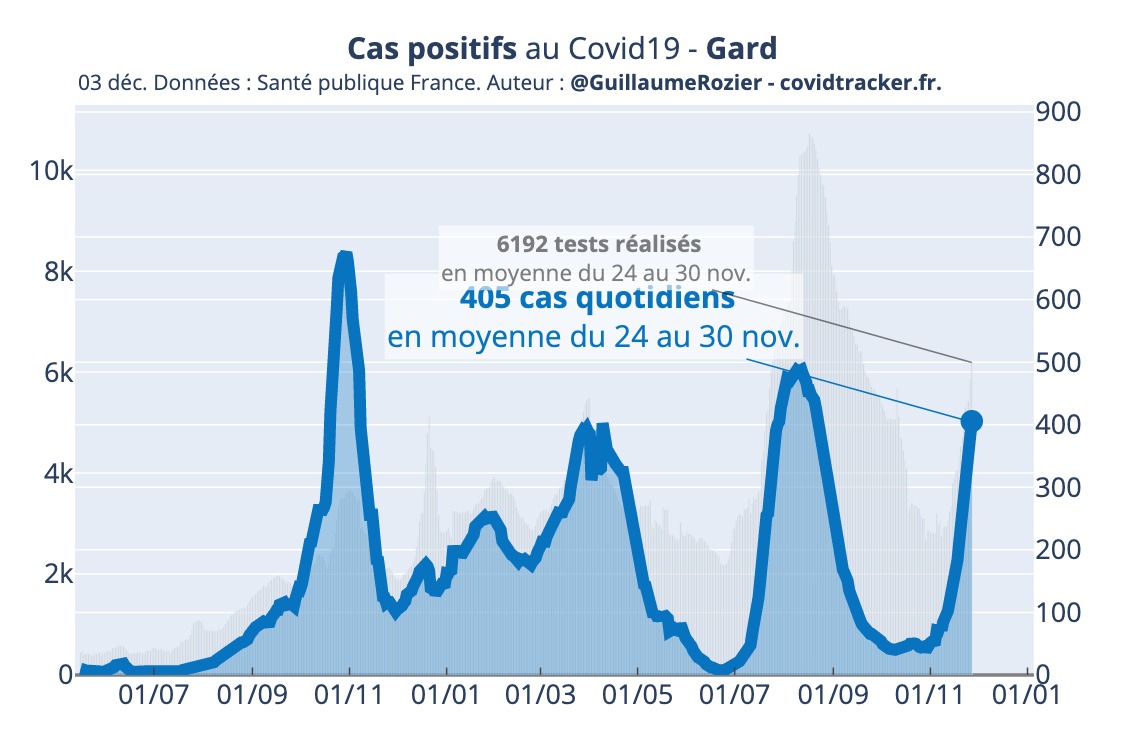 Cas positifs au Covid19 - Gard
03 déc. Données : Santé publique France. Auteur : @GuillaumeRozier - covidtracker.fr.
900
10k
800
700
6192 tests réalisés
en moyenne du 24 au 30 nov.
8k
405 cas quotidiens
600
en moyenne du 24 au 30 nov.
6k
500
400
4k
300
200
2k
100
0
0
01/07 01/09 01/11 01/01 01/03 01/05 01/07 01/09 01/11 01/01